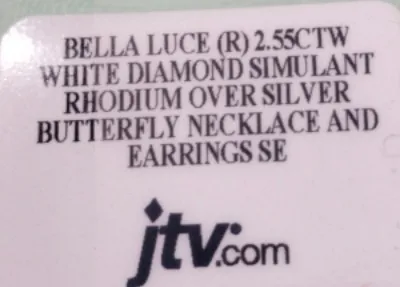 BELLA LUCE (R) 2.55CTW
WHITE DIAMOND SIMULANT
RHODIUM OVER SILVER
BUTTERFLY NECKLACE AND
EARRINGS SE
jtv.com